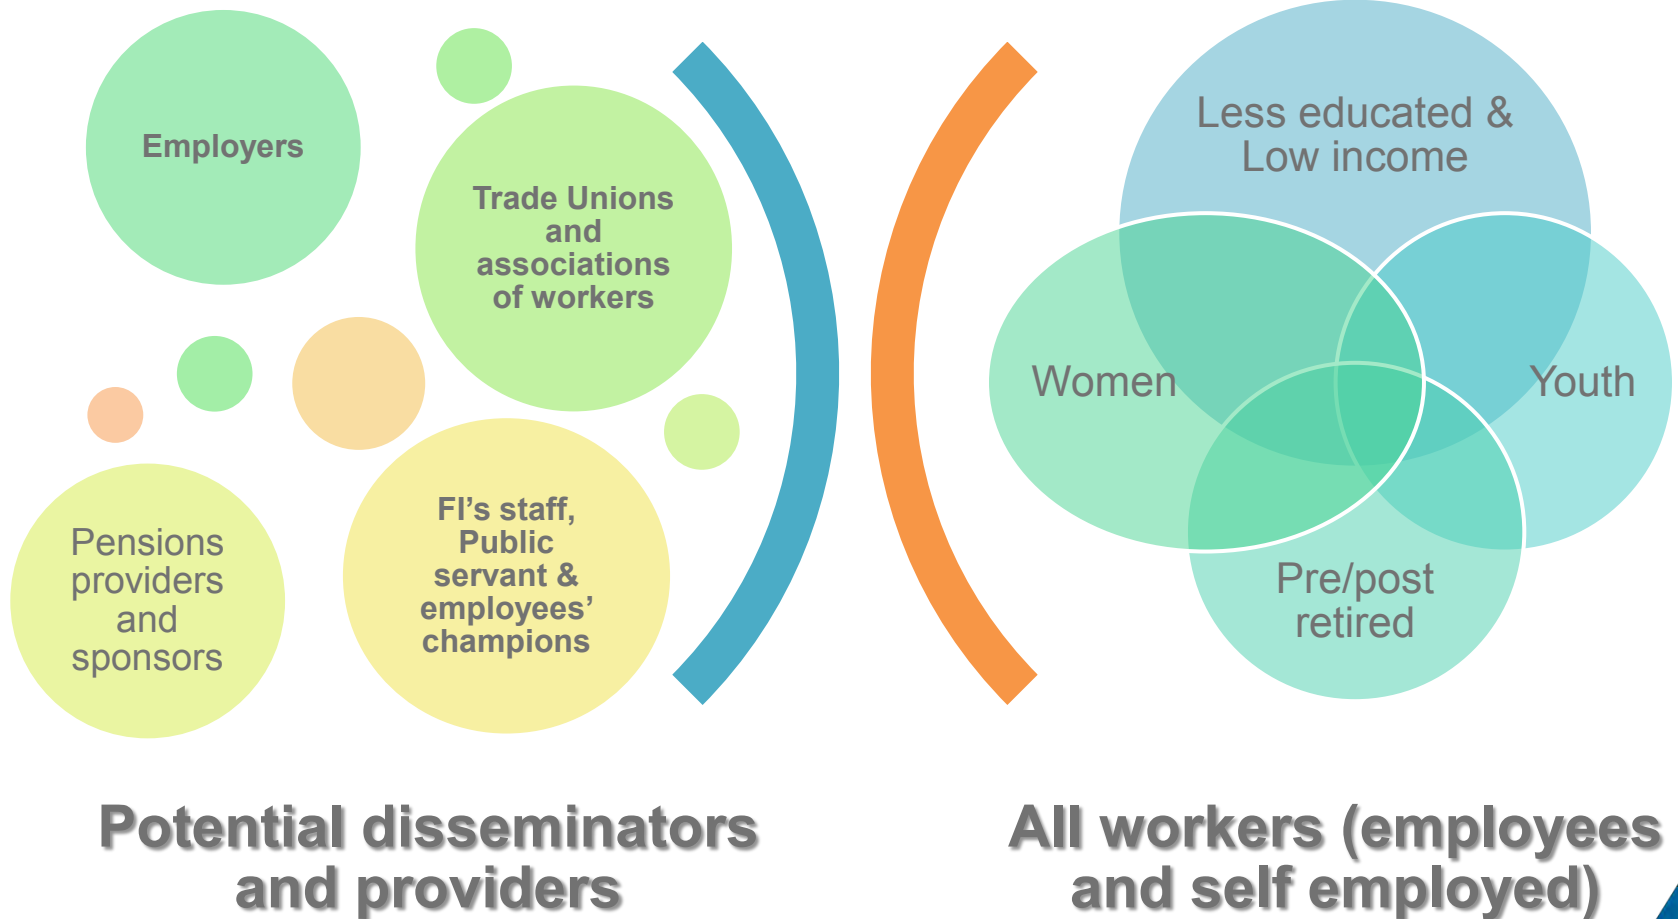 Employers
Trade Unions
and
associations
of workers
Pensions
providers
and
sponsors
FI's staff,
Public
servant &
employees’
champions
Less educated &
Low income
Women
Youth
Pre/post
retired
Potential disseminators
and providers
All workers (employees
and self employed)